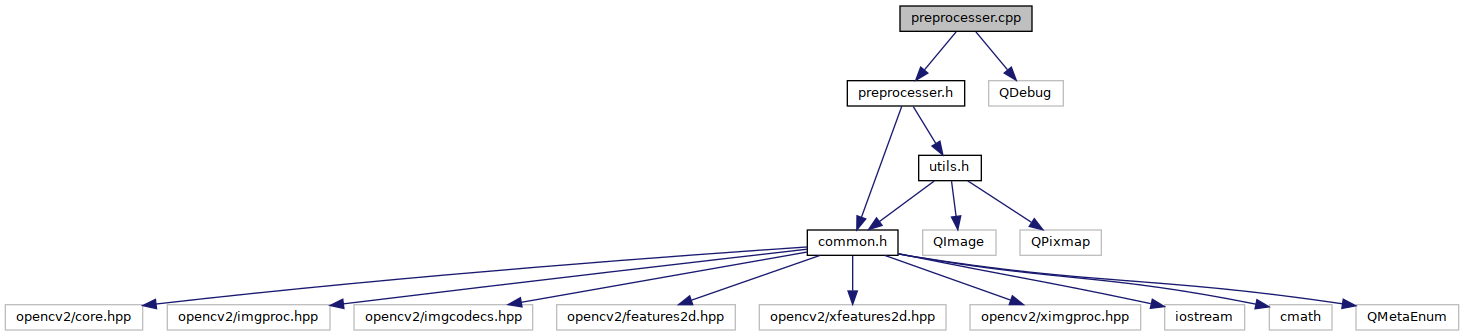 preprocesser.cpp
preprocesser.h
QDebug
utils.h
common.h
QImage
QPixmap
opencv2/core.hpp
opencv2/imgproc.hpp
opencv2/imgcodecs.hpp
opencv2/features2d.hpp
opencv2/xfeatures2d.hpp
opencv2/ximgproc.hpp
iostream
cmath
QMetaEnum